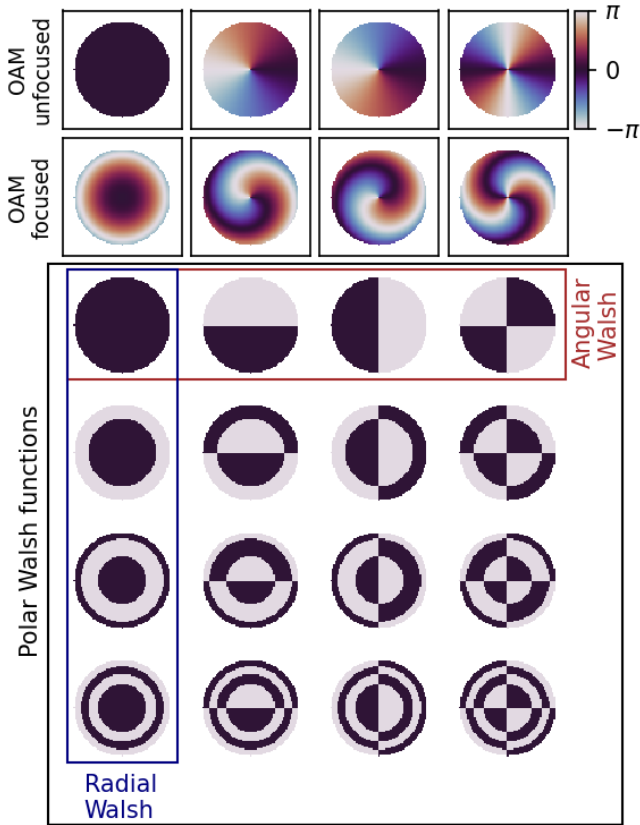 OAM
unfocused
π
0
−π
OAM
focused
Angular
Walsh
Polar Walsh functions
Radial
Walsh